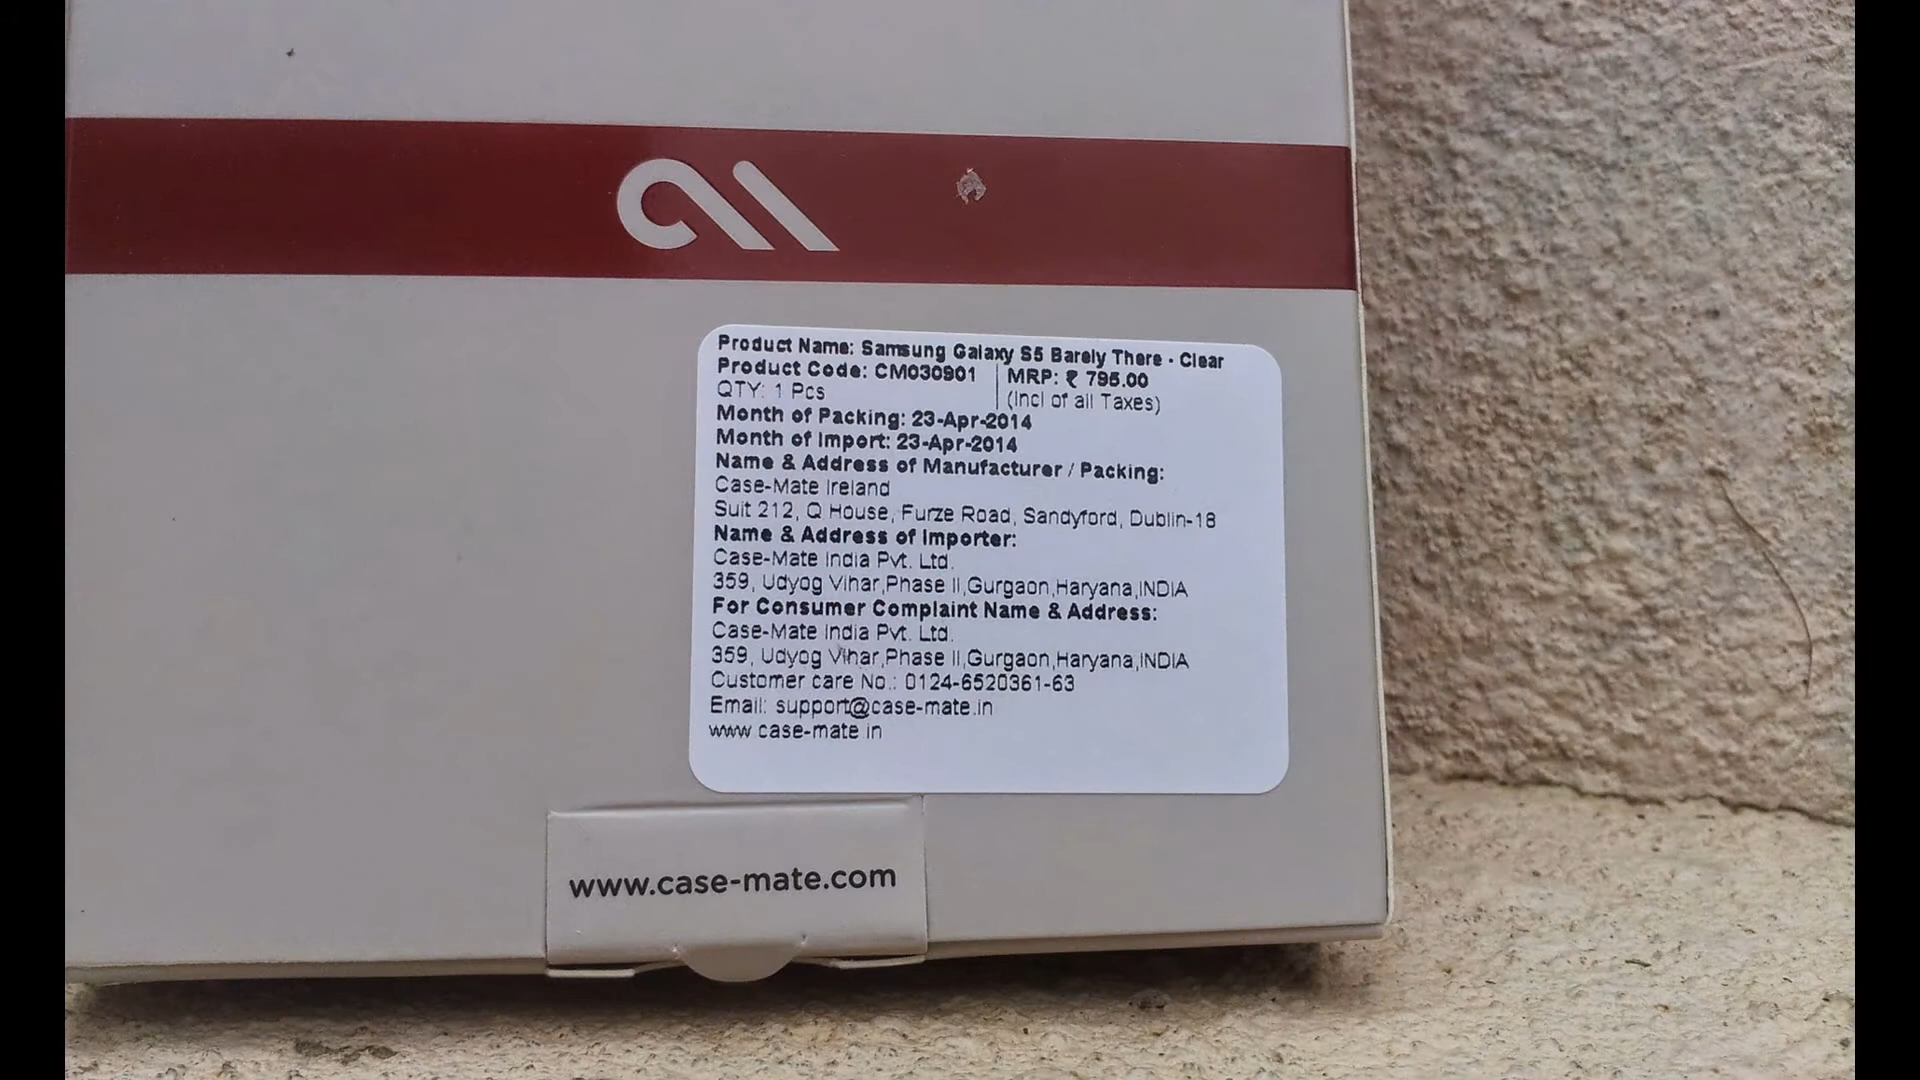 Product Name: Samsung Galaxy S5 Barely There - Clear
Product Code: CM030901
MRP: ₹ 795.00
QTY: 1 Pcs
(Incl of all Taxes)
Month of Packing: 23-Apr-2014
Month of Import: 23-Apr-2014
Name & Address of Manufacturer / Packing:
Case-Mate Ireland
Suit 212, Q House, Furze Road, Sandyford, Dublin-18
Name & Address of Importer:
Case-Mate India Pvt. Ltd.
359, Udyog Vihar,Phase II,Gurgaon,Haryana,INDIA
For Consumer Complaint Name & Address:
Case-Mate India Pvt. Ltd.
359, Udyog Vihar,Phase II,Gurgaon,Haryana,INDIA
Customer care No.: 0124-6520361-63
Email: support@case-mate.in
www.case-mate.in
www.case-mate.com